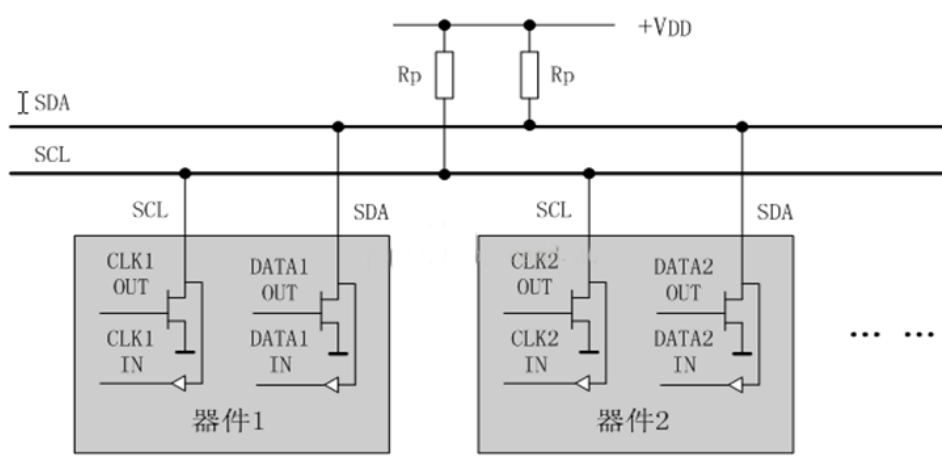 +VDD
Rp
Rp
SDA
SCL
SCL
SDA
SCL
SDA
CLK1
OUT
DATA1
OUT
CLK1
IN
DATA1
IN
器件1
CLK2
OUT
DATA2
OUT
CLK2
IN
DATA2
IN
器件2
... ...